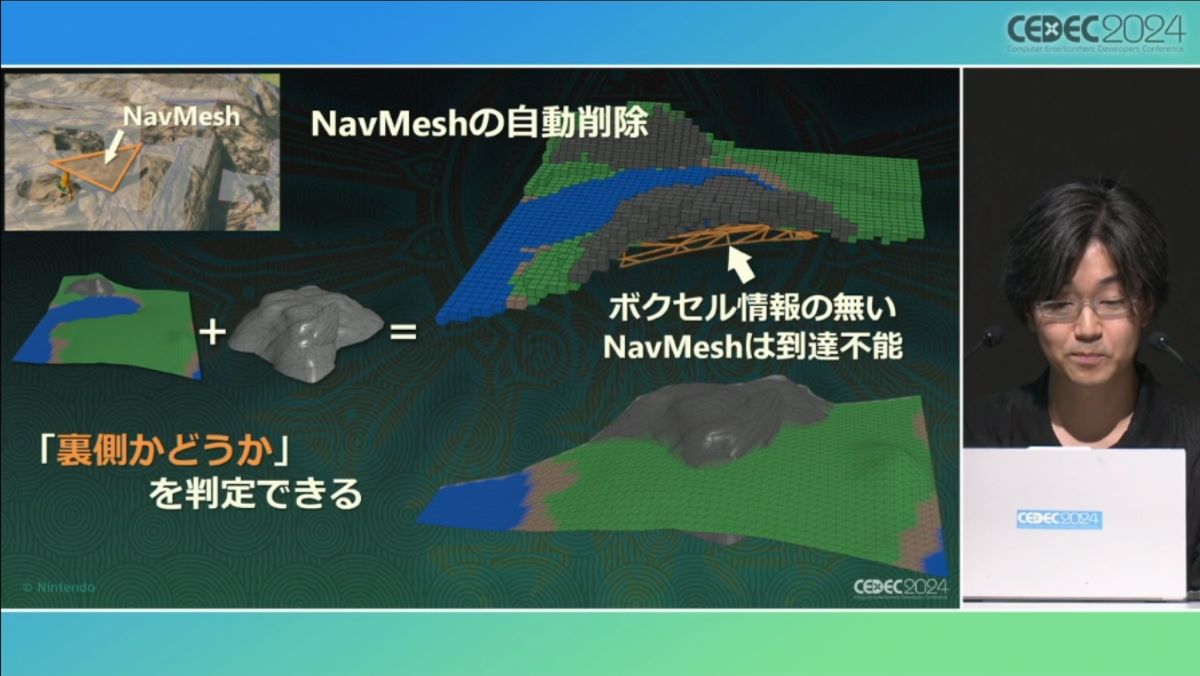 CEDEC2024
Computer Entertainment Developers Conference
NavMesh
NavMeshの自動削除
+
=
ボクセル情報の無い
NavMeshは到達不能
「裏側かどうか」
を判定できる
© Nintendo
CEDEC2024
CEDEC2024